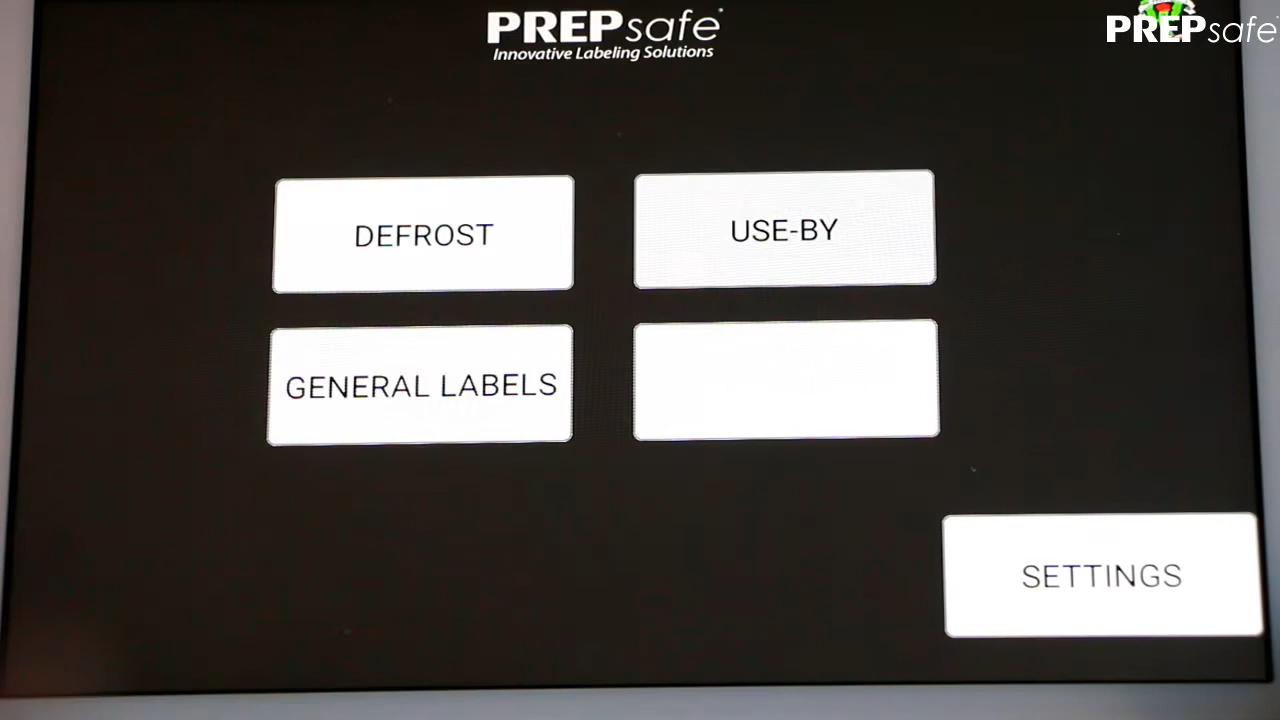 PREPsafe
Innovative Labeling Solutions
PREPsafe
DEFROST
USE-BY
GENERAL LABELS
SETTINGS